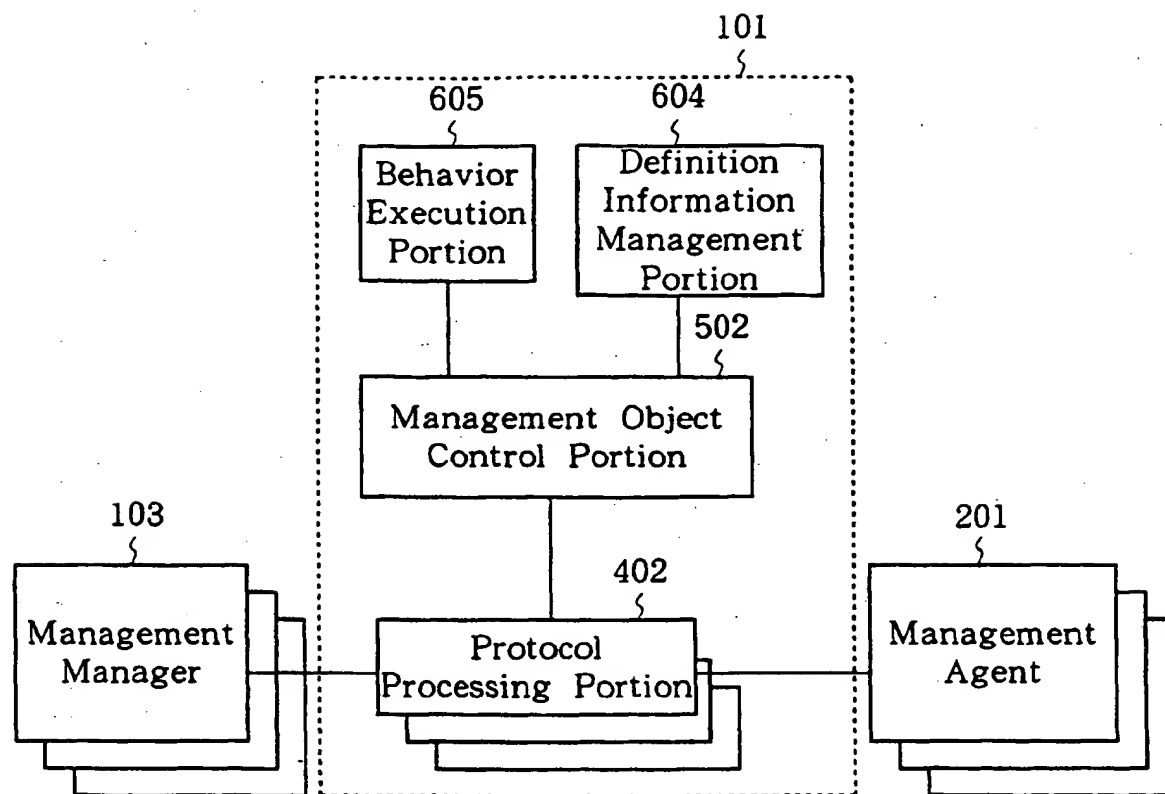 101
605
604
Behavior
Execution
Portion
Definition
Information
Management
Portion
502
Management Object
Control Portion
103
201
402
Management
Manager
Protocol
Processing Portion
Management
Agent